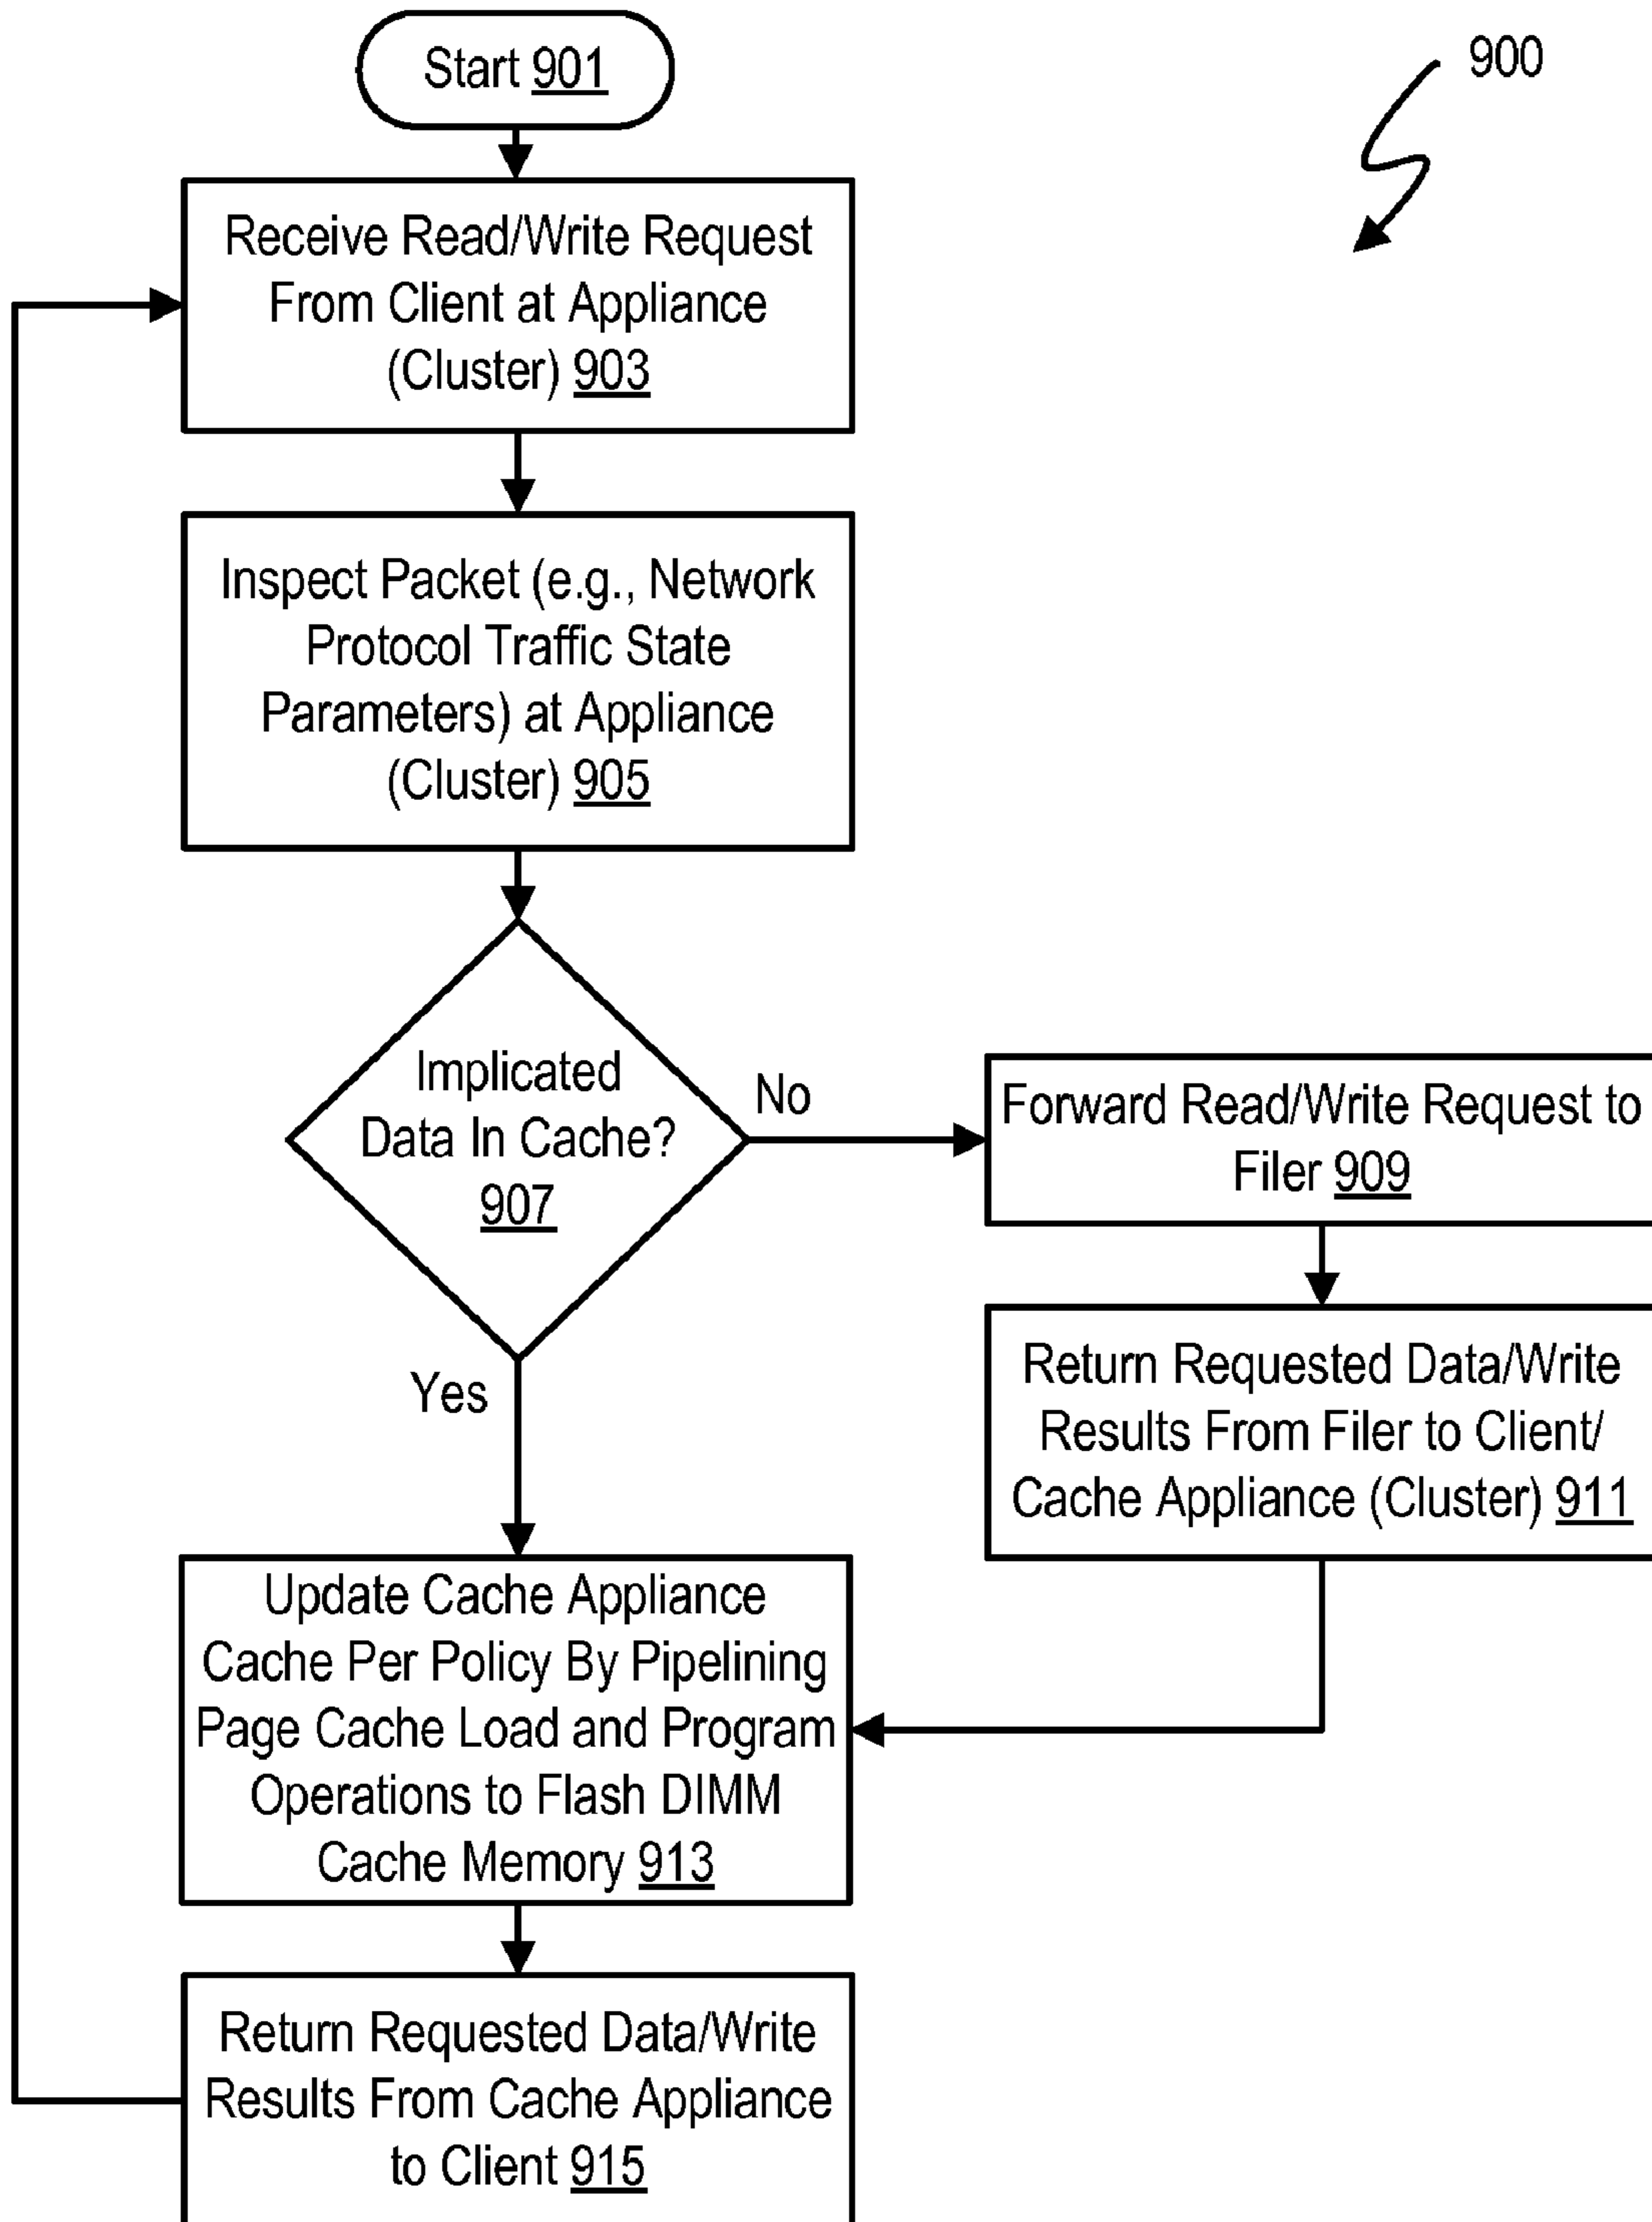 Start 901
900
Receive Read/Write Request
From Client at Appliance
(Cluster) 903
Inspect Packet (e.g., Network
Protocol Traffic State
Parameters) at Appliance
(Cluster) 905
Implicated
Data In Cache?
907
No
Forward Read/Write Request to
Filer 909
Return Requested Data/Write
Results From Filer to Client/
Cache Appliance (Cluster) 911
Yes
Update Cache Appliance
Cache Per Policy By Pipelining
Page Cache Load and Program
Operations to Flash DIMM
Cache Memory 913
Return Requested Data/Write
Results From Cache Appliance
to Client 915